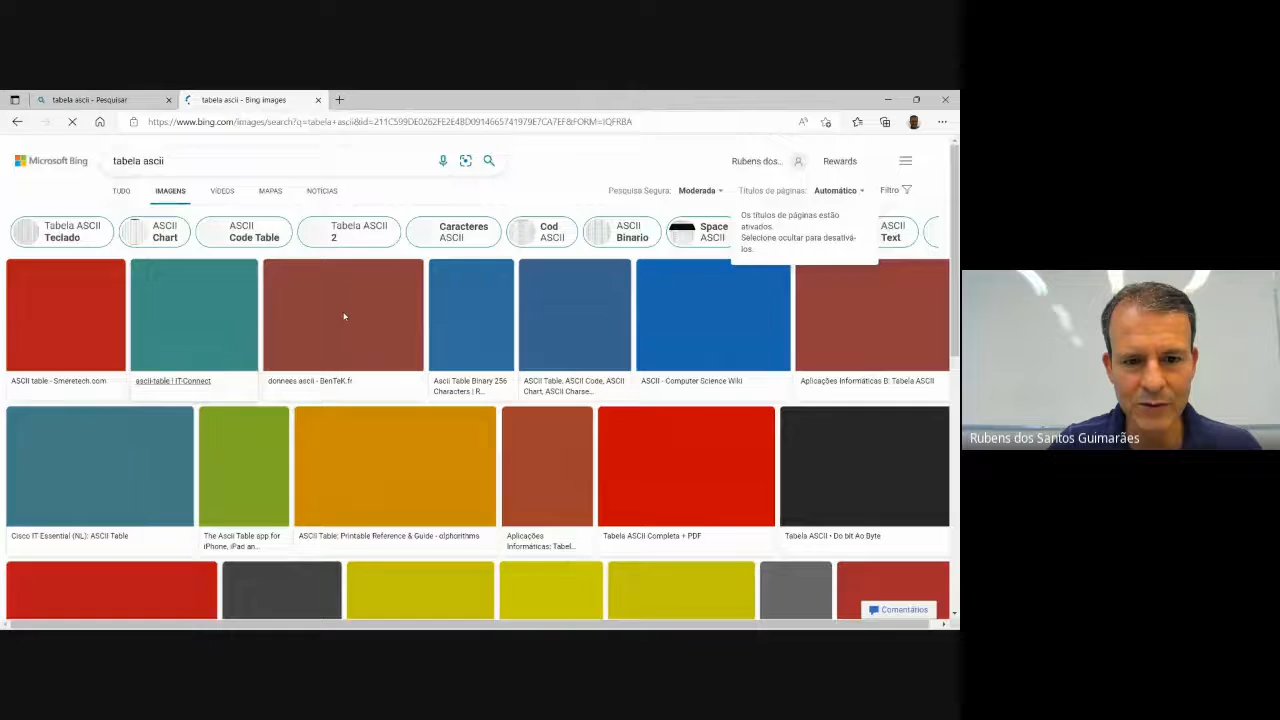 tabela ascii - Pesquisar
tabela ascii - Bing images
https://www.bing.com/images/search?q=tabela+ascii&id=211C599DE0262FE2E4BD0914665741979E7CA7EF&FORM=IQFRBA
Microsoft Bing
tabela ascii
Rubens dos..
Rewards
TUDO
IMAGENS
VÍDEOS
MAPAS
NOTÍCIAS
Pesquisa Segura: Moderada
Títulos de páginas: Automático
Filtro
Os títulos de páginas estão
ativados.
Selecione ocultar para desativá-
los.
Tabela ASCII
Teclado
ASCII
Chart
ASCII
Code Table
Tabela ASCII
2
Caracteres
ASCII
Cod
ASCII
ASCII
Binario
Space
ASCII
ASCII
Text
ASCII table - Smeretech.com
ascii-table | IT-Connect
donnees ascii - BenTeK.fr
Ascii Table Binary 256
Characters | R...
ASCII Table, ASCII Code, ASCII
Chart, ASCII Charse...
ASCII - Computer Science Wiki
Aplicações Informáticas B: Tabela ASCII
Cisco IT Essential (NL): ASCII Table
The Ascii Table app for
iPhone, iPad an...
ASCII Table: Printable Reference & Guide - alpharithms
Aplicações
Informáticas: Tabel...
Tabela ASCII Completa + PDF
Tabela ASCII • Do bit Ao Byte
Comentários
Rubens dos Santos Guimarães